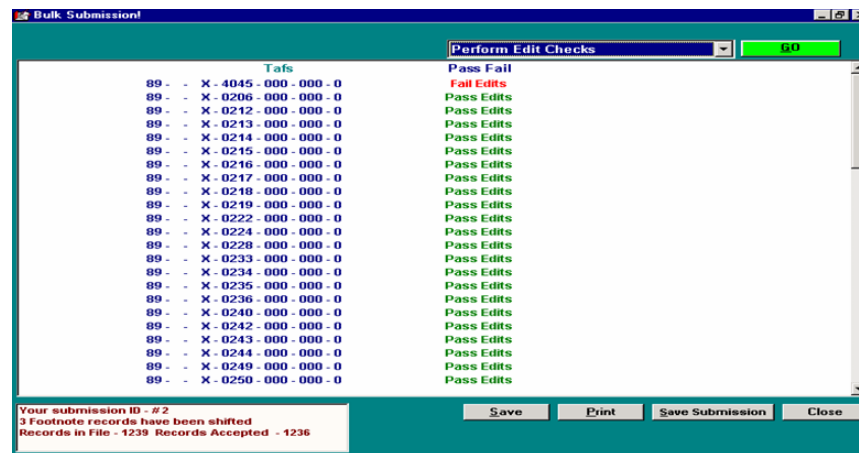 Bulk Submission!
Perform Edit Checks GO
Tafs Pass Fail
89 - - X - 4045 - 000 - 000 - 0 Fail Edits
89 - - X - 0206 - 000 - 000 - 0 Pass Edits
89 - - X - 0212 - 000 - 000 - 0 Pass Edits
89 - - X - 0213 - 000 - 000 - 0 Pass Edits
89 - - X - 0214 - 000 - 000 - 0 Pass Edits
89 - - X - 0215 - 000 - 000 - 0 Pass Edits
89 - - X - 0216 - 000 - 000 - 0 Pass Edits
89 - - X - 0217 - 000 - 000 - 0 Pass Edits
89 - - X - 0218 - 000 - 000 - 0 Pass Edits
89 - - X - 0219 - 000 - 000 - 0 Pass Edits
89 - - X - 0222 - 000 - 000 - 0 Pass Edits
89 - - X - 0224 - 000 - 000 - 0 Pass Edits
89 - - X - 0228 - 000 - 000 - 0 Pass Edits
89 - - X - 0233 - 000 - 000 - 0 Pass Edits
89 - - X - 0234 - 000 - 000 - 0 Pass Edits
89 - - X - 0235 - 000 - 000 - 0 Pass Edits
89 - - X - 0236 - 000 - 000 - 0 Pass Edits
89 - - X - 0240 - 000 - 000 - 0 Pass Edits
89 - - X - 0242 - 000 - 000 - 0 Pass Edits
89 - - X - 0243 - 000 - 000 - 0 Pass Edits
89 - - X - 0244 - 000 - 000 - 0 Pass Edits
89 - - X - 0249 - 000 - 000 - 0 Pass Edits
89 - - X - 0250 - 000 - 000 - 0 Pass Edits
Your submission ID - # 2
3 Footnote records have been shifted
Records in File - 1239 Records Accepted - 1236
Save Print Save Submission Close